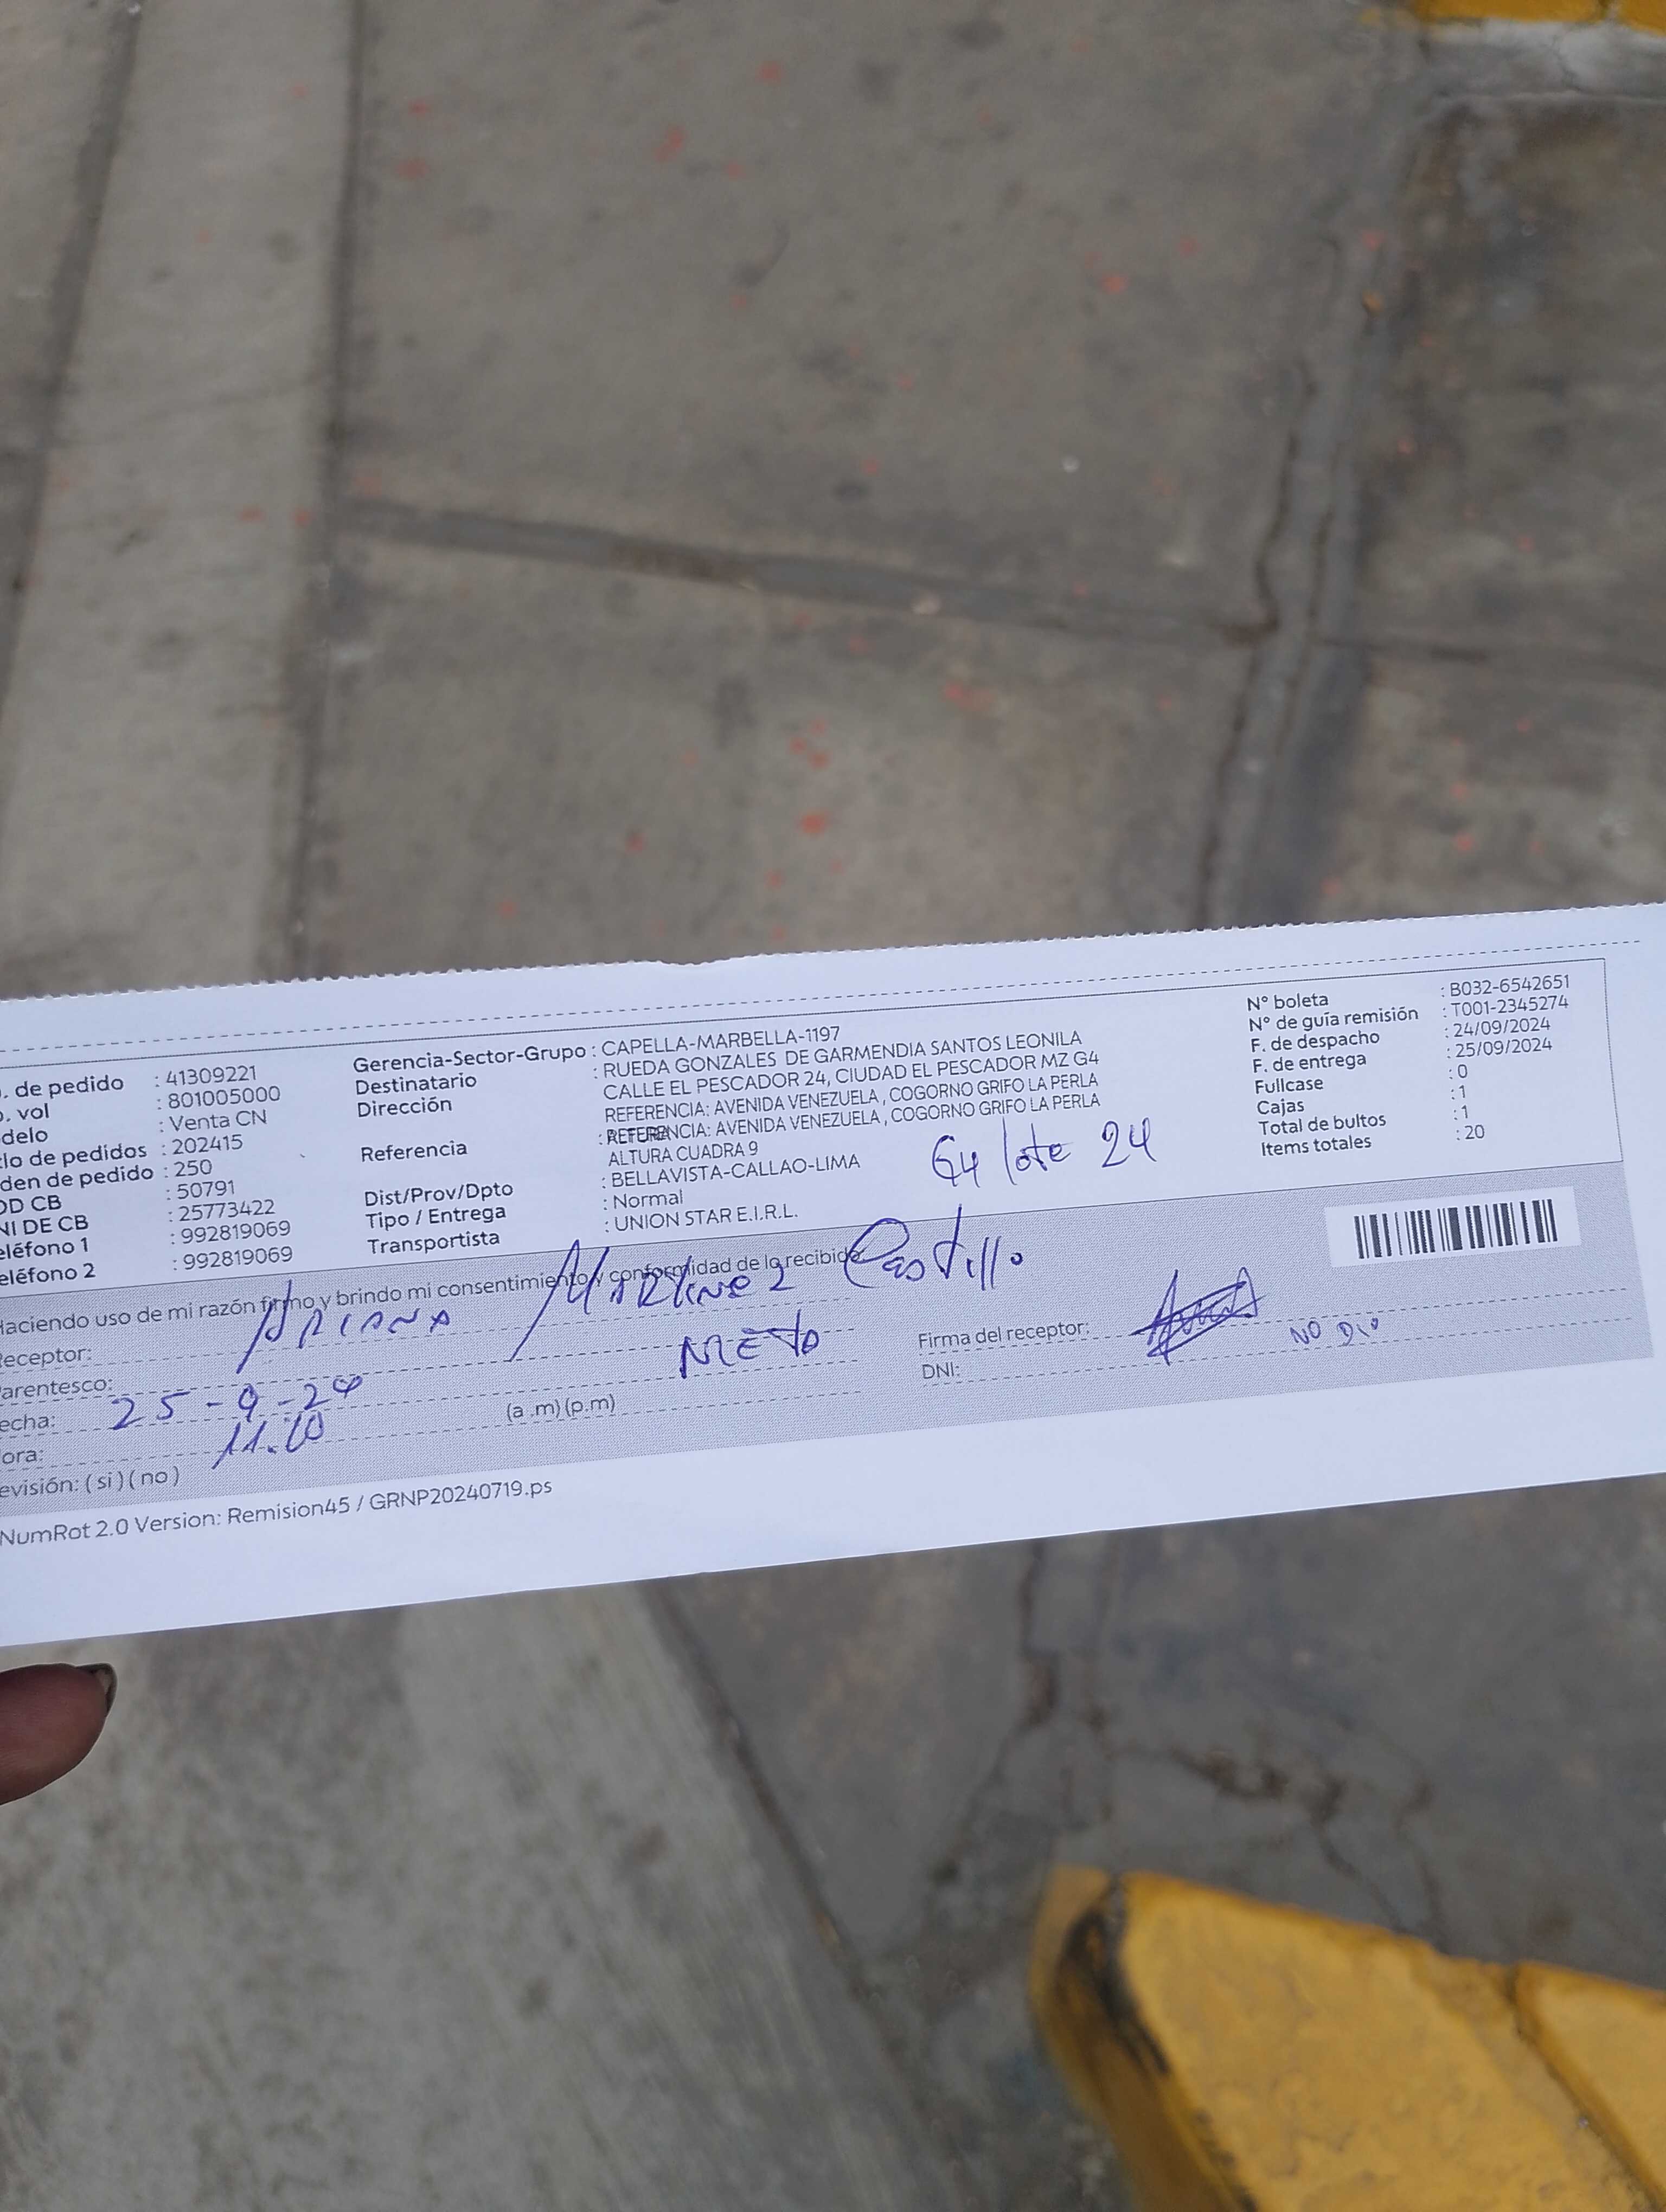 . de pedido : 41309221
. vol : 801005000
delo : Venta CN
lo de pedidos : 202415
den de pedido : 250
OD CB : 50791
NI DE CB : 25773422
eléfono 1 : 992819069
eléfono 2 : 992819069
Gerencia-Sector-Grupo : CAPELLA-MARBELLA-1197
Destinatario : RUEDA GONZALES DE GARMENDIA SANTOS LEONILA
Dirección CALLE EL PESCADOR 24, CIUDAD EL PESCADOR MZ G4
REFERENCIA: AVENIDA VENEZUELA , COGORNO GRIFO LA PERLA
Referencia : REFERENCIA: AVENIDA VENEZUELA , COGORNO GRIFO LA PERLA
ALTURA CUADRA 9
Dist/Prov/Dpto : BELLAVISTA-CALLAO-LIMA
Tipo / Entrega : Normal
Transportista : UNION STAR E.I.R.L.
G4 lote 24
N° boleta : B032-6542651
N° de guía remisión : T001-2345274
F. de despacho : 24/09/2024
F. de entrega : 25/09/2024
Fullcase : 0
Cajas : 1
Total de bultos : 1
Items totales : 20
Haciendo uso de mi razón firmo y brindo mi consentimiento y conformidad de lo recibido
eceptor: ARIANA MARTINEZ Castillo
arentesco: NIETO
echa: 25-9-24
ora: 11.10 (a .m) (p.m)
evisión: ( si ) ( no )
Firma del receptor:
DNI: NO DIO
NumRot 2.0 Version: Remision45 / GRNP20240719.ps